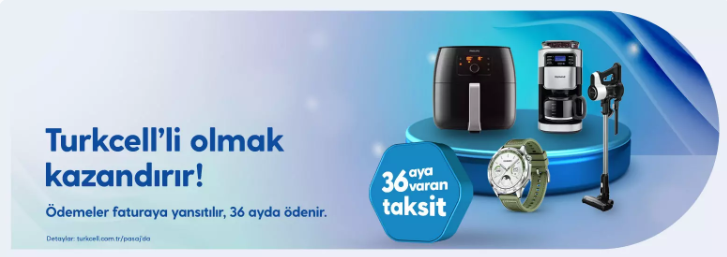 Turkcell'li olmak
kazandırır!
Ödemeler faturaya yansıtılır, 36 ayda ödenir.
Detaylar: turkcell.com.tr/pasaj'da
36 aya
varan
taksit